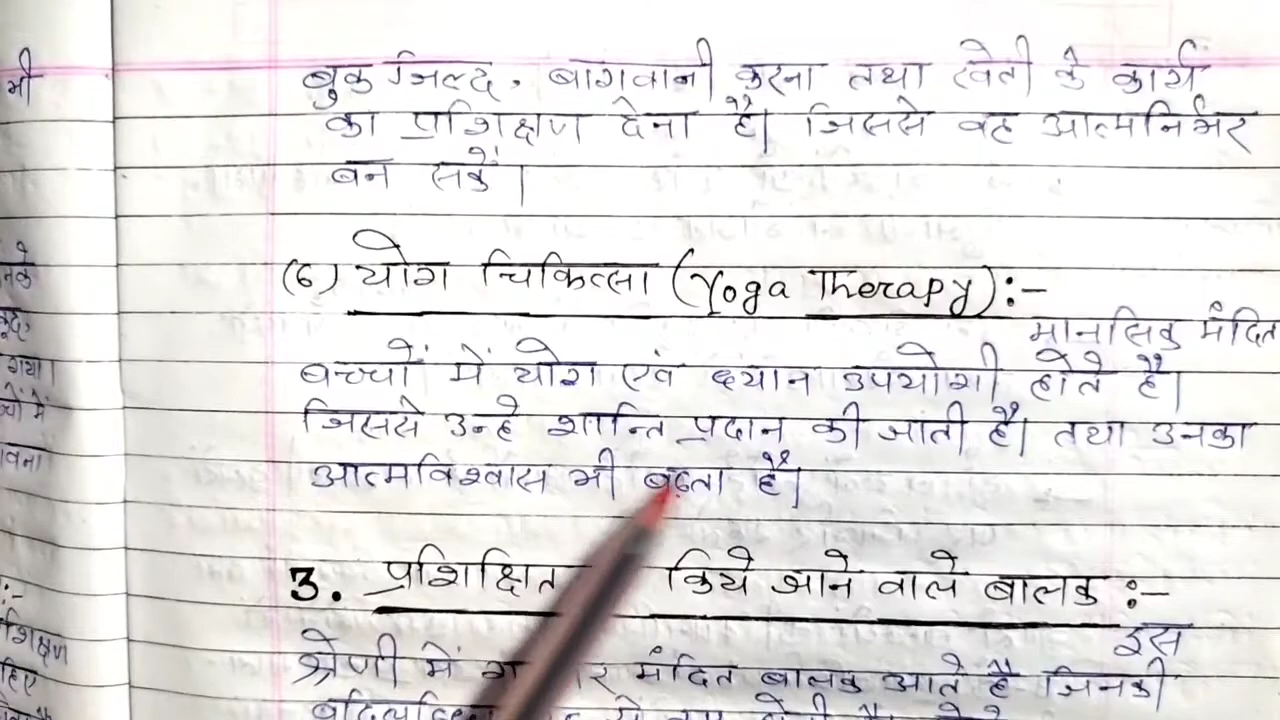 बुक जिल्द, बागवानी करना तथा खेती के कार्य
का प्रशिक्षण देना है। जिससे वह आत्मनिर्भर
बन सकें।
(6) योग चिकित्सा (Yoga Therapy):-
मानसिक मंदित
बच्चों में योग एवं ध्यान उपयोगी होते है।
जिससे उन्हे शान्ति प्रदान की जाती है। तथा उनका
आत्मविश्वास भी बढ़ता है।
3. प्रशिक्षित किये जाने वाले बालक :-
इस
श्रेणी में मंदित बालक आते है जिनकी
भी
गया।